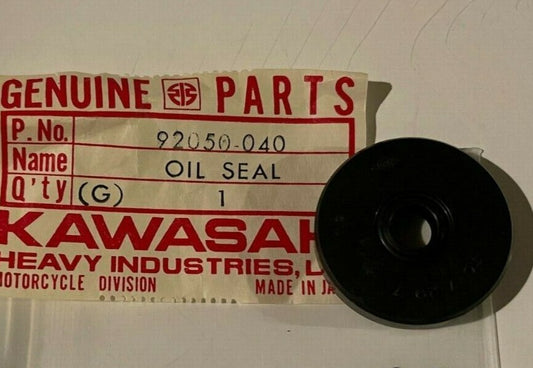 GENUINE PARTS
P. No. 92050-040
Name OIL SEAL
Q'ty (G) 1
KAWASAK
HEAVY INDUSTRIES, L
MOTORCYCLE DIVISION MADE IN JA